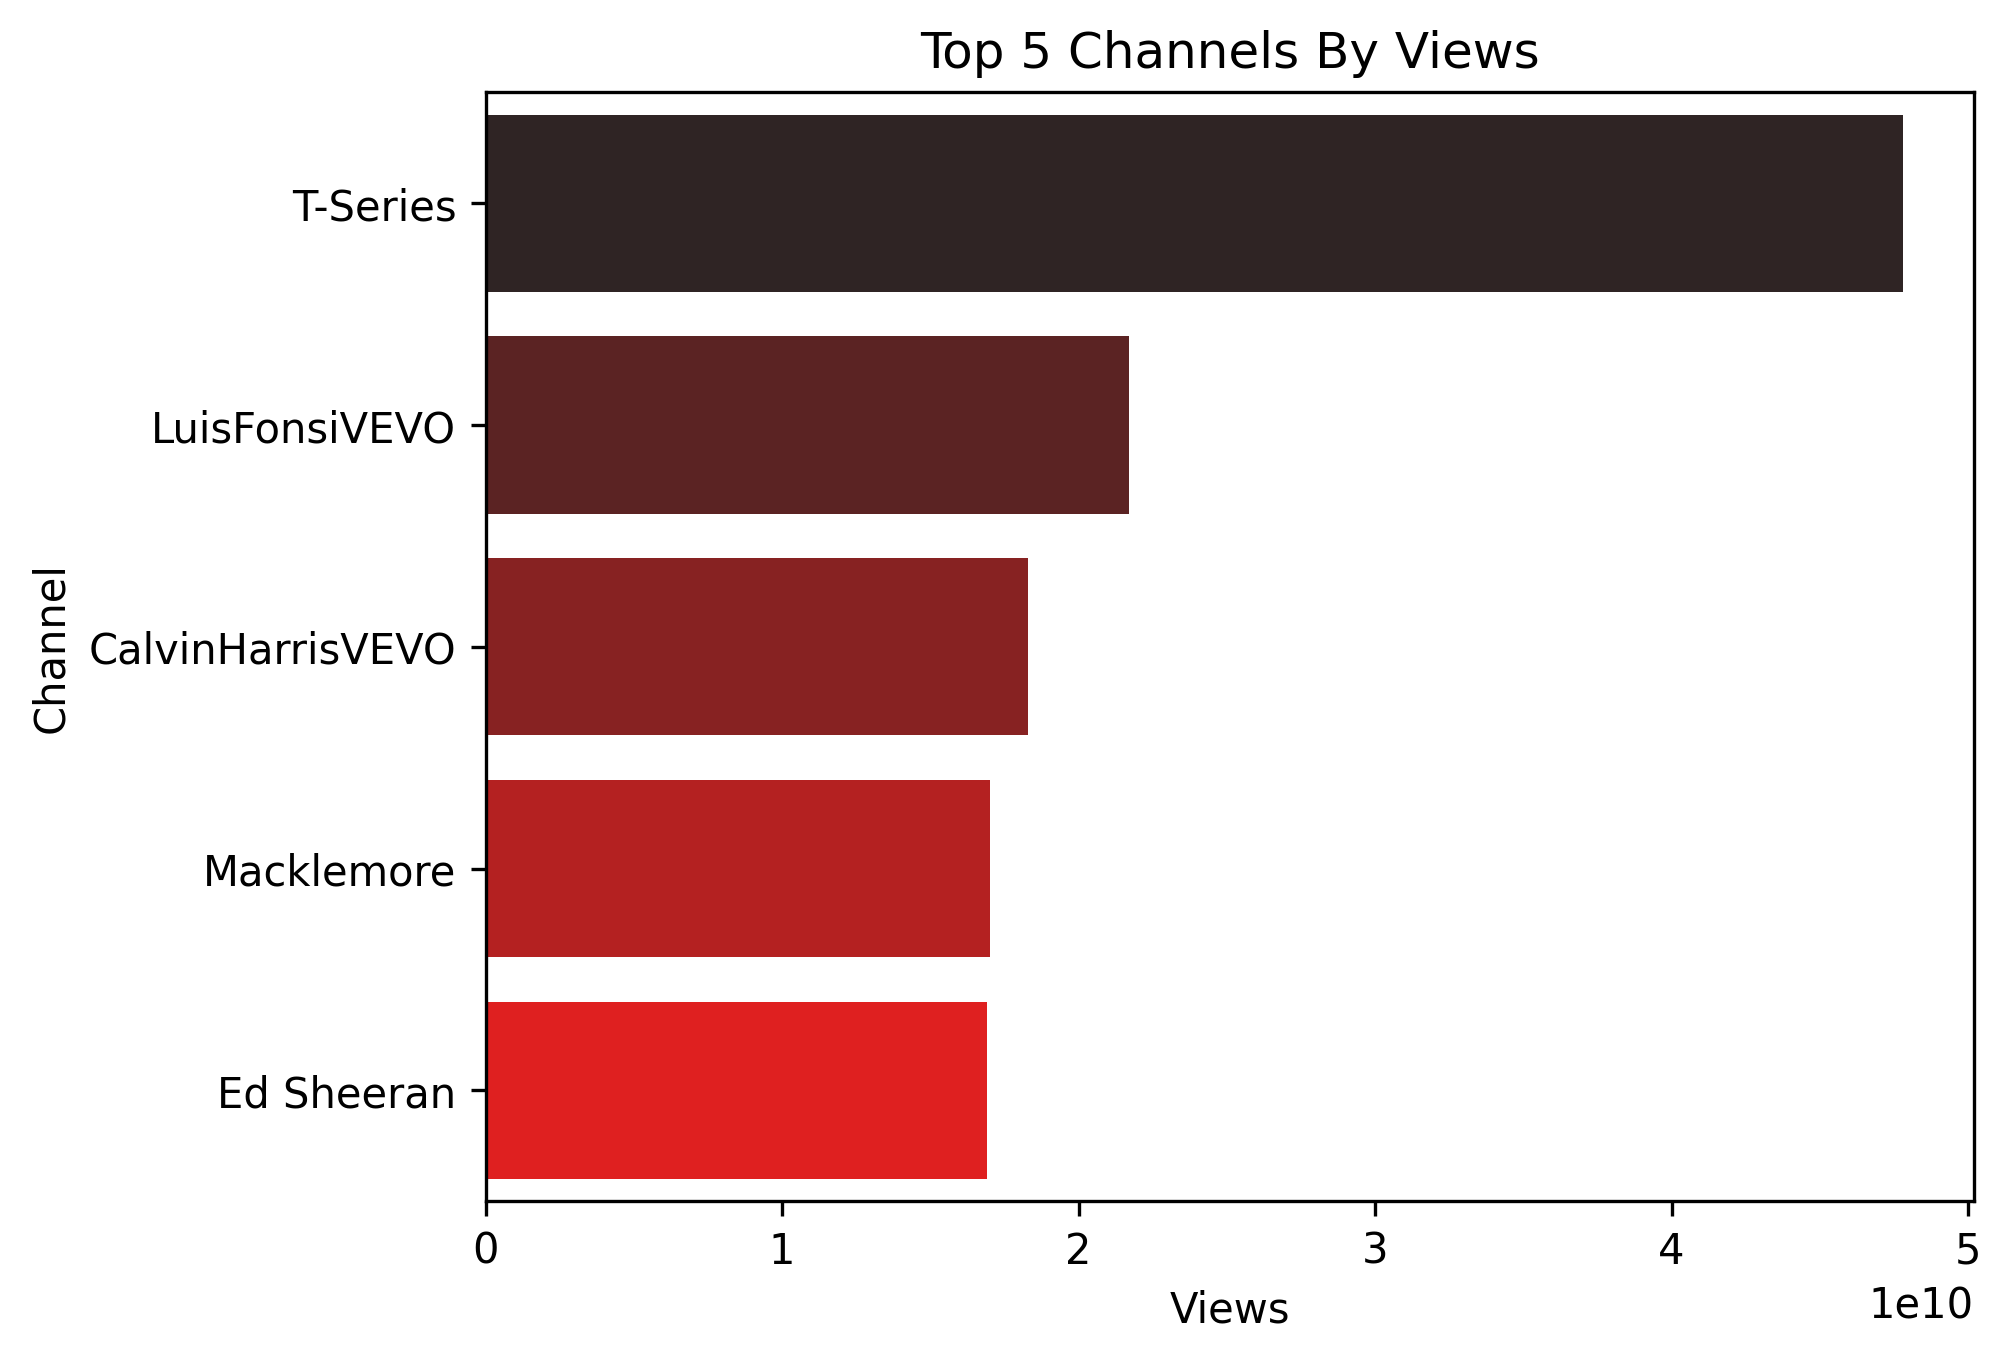 Top 5 Channels By Views
T-Series
LuisFonsiVEVO
CalvinHarrisVEVO
Macklemore
Ed Sheeran
Channel
0 1 2 3 4 5
1e10
Views